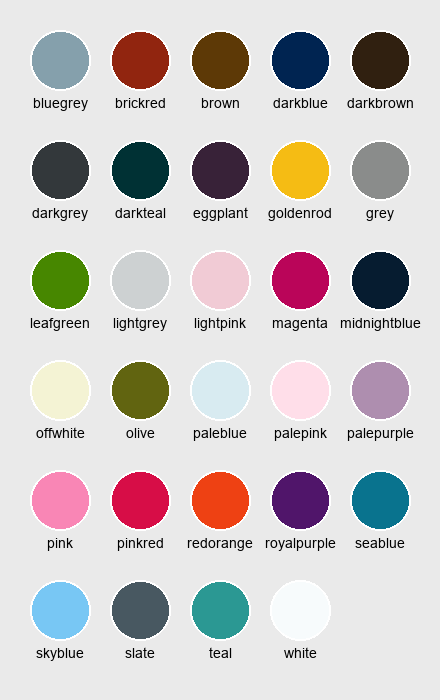 bluegrey brickred brown darkblue darkbrown
darkgrey darkteal eggplant goldenrod grey
leafgreen lightgrey lightpink magenta midnightblue
offwhite olive paleblue palepink palepurple
pink pinkred redorange royalpurple seablue
skyblue slate teal white